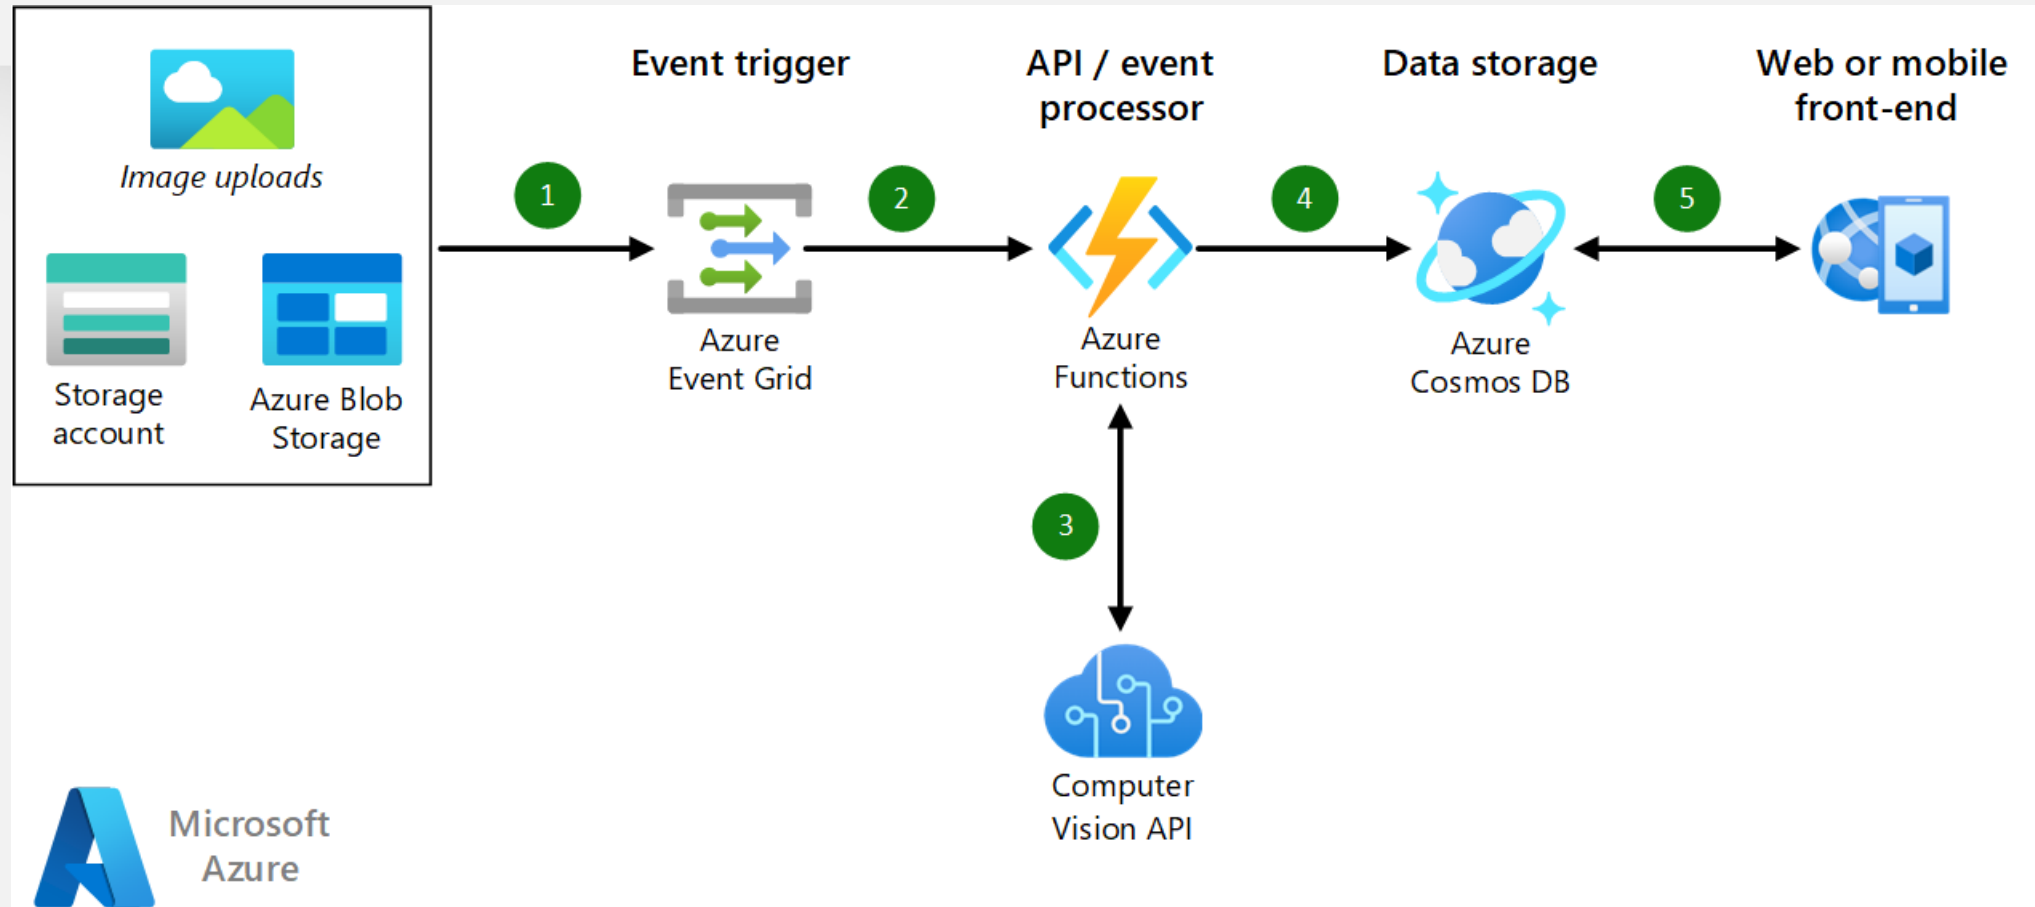 Image uploads
Storage
account
Azure Blob
Storage
1
Event trigger
Azure
Event Grid
2
API / event
processor
Azure
Functions
3
Computer
Vision API
4
Data storage
Azure
Cosmos DB
5
Web or mobile
front-end
Microsoft
Azure